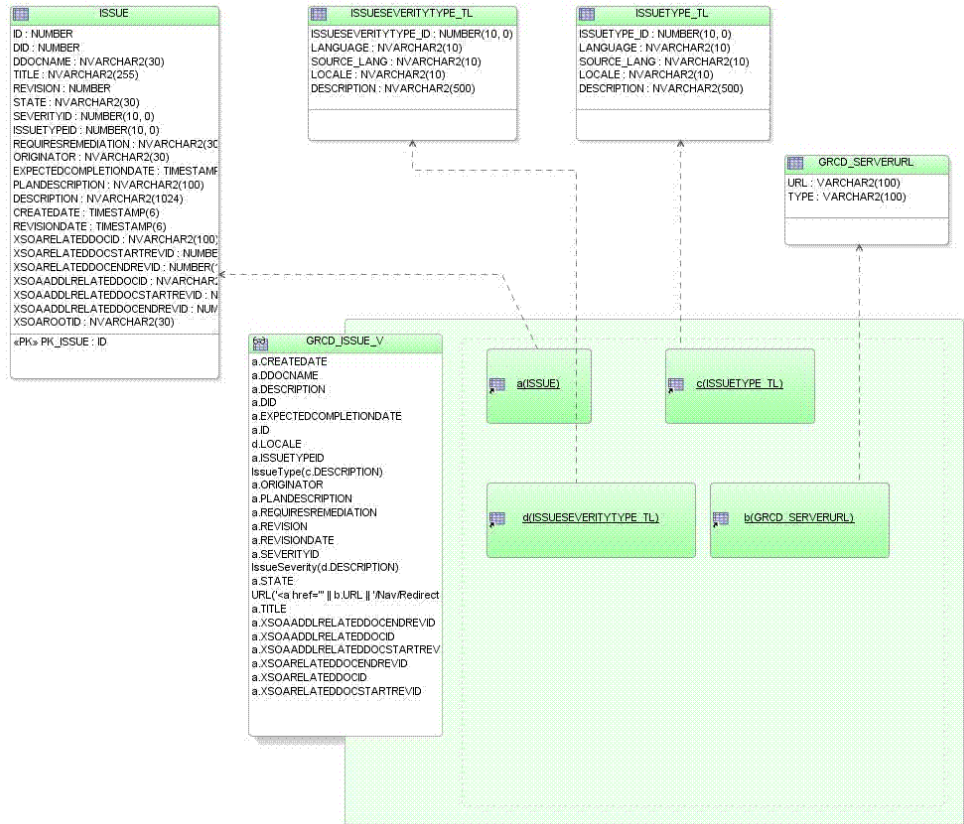 ISSUE
ID : NUMBER
DID : NUMBER
DDOCNAME : NVARCHAR2(30)
TITLE : NVARCHAR2(255)
REVISION : NUMBER
STATE : NVARCHAR2(30)
SEVERITYID : NUMBER(10, 0)
ISSUETYPEID : NUMBER(10, 0)
REQUIRESREMEDIATION : NVARCHAR2(30
ORIGINATOR : NVARCHAR2(30)
EXPECTEDCOMPLETIONDATE : TIMESTAMP
PLANDESCRIPTION : NVARCHAR2(100)
DESCRIPTION : NVARCHAR2(1024)
CREATEDATE : TIMESTAMP(6)
REVISIONDATE : TIMESTAMP(6)
XSOARELATEDDOCID : NVARCHAR2(100)
XSOARELATEDDOCSTARTREVID : NUMBE
XSOARELATEDDOCENDREVID : NUMBER(
XSOAADDLRELATEDDOCID : NVARCHAR2
XSOAADDLRELATEDDOCSTARTREVID : N
XSOAADDLRELATEDDOCENDREVID : NUM
XSOAROOTID : NVARCHAR2(30)
«PK» PK_ISSUE : ID
ISSUESEVERITYTYPE_TL
ISSUESEVERITYTYPE_ID : NUMBER(10, 0)
LANGUAGE : NVARCHAR2(10)
SOURCE_LANG : NVARCHAR2(10)
LOCALE : NVARCHAR2(10)
DESCRIPTION : NVARCHAR2(500)
ISSUETYPE_TL
ISSUETYPE_ID : NUMBER(10, 0)
LANGUAGE : NVARCHAR2(10)
SOURCE_LANG : NVARCHAR2(10)
LOCALE : NVARCHAR2(10)
DESCRIPTION : NVARCHAR2(500)
GRCD_SERVERURL
URL : VARCHAR2(100)
TYPE : VARCHAR2(100)
GRCD_ISSUE_V
a.CREATEDATE
a.DDOCNAME
a.DESCRIPTION
a.DID
a.EXPECTEDCOMPLETIONDATE
a.ID
d.LOCALE
a.ISSUETYPEID
IssueType(c.DESCRIPTION)
a.ORIGINATOR
a.PLANDESCRIPTION
a.REQUIRESREMEDIATION
a.REVISION
a.REVISIONDATE
a.SEVERITYID
IssueSeverity(d.DESCRIPTION)
a.STATE
URL('<a href="' || b.URL || '/Nav/Redirect
a.TITLE
a.XSOAADDLRELATEDDOCENDREVID
a.XSOAADDLRELATEDDOCID
a.XSOAADDLRELATEDDOCSTARTREV
a.XSOARELATEDDOCENDREVID
a.XSOARELATEDDOCID
a.XSOARELATEDDOCSTARTREVID
a(ISSUE)
c(ISSUETYPE_TL)
d(ISSUESEVERITYTYPE_TL)
b(GRCD_SERVERURL)